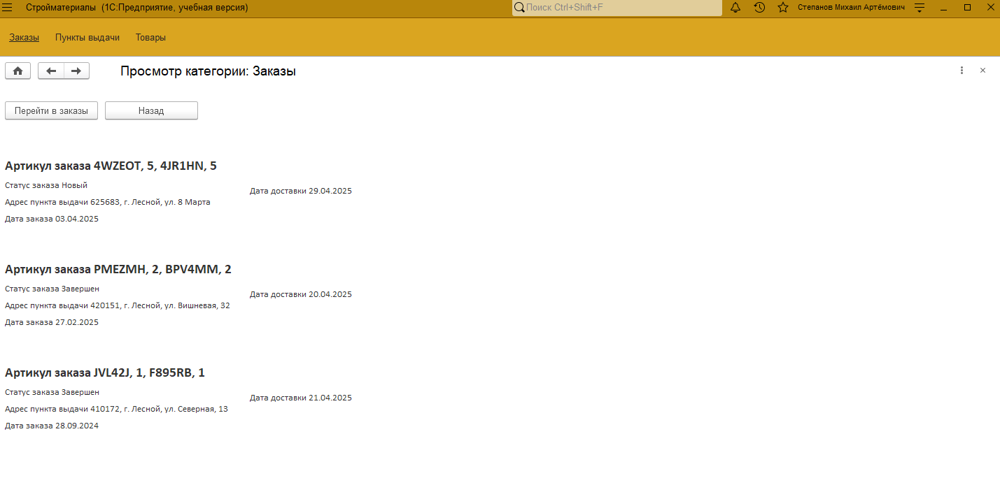 Стройматериалы (1С:Предприятие, учебная версия)
Поиск Ctrl+Shift+F
Степанов Михаил Артёмович
Заказы
Пункты выдачи
Товары
Просмотр категории: Заказы
Перейти в заказы
Назад
Артикул заказа 4WZEOT, 5, 4JR1HN, 5
Статус заказа Новый
Дата доставки 29.04.2025
Адрес пункта выдачи 625683, г. Лесной, ул. 8 Марта
Дата заказа 03.04.2025
Артикул заказа PMEZMH, 2, BPV4MM, 2
Статус заказа Завершен
Дата доставки 20.04.2025
Адрес пункта выдачи 420151, г. Лесной, ул. Вишневая, 32
Дата заказа 27.02.2025
Артикул заказа JVL42J, 1, F895RB, 1
Статус заказа Завершен
Дата доставки 21.04.2025
Адрес пункта выдачи 410172, г. Лесной, ул. Северная, 13
Дата заказа 28.09.2024